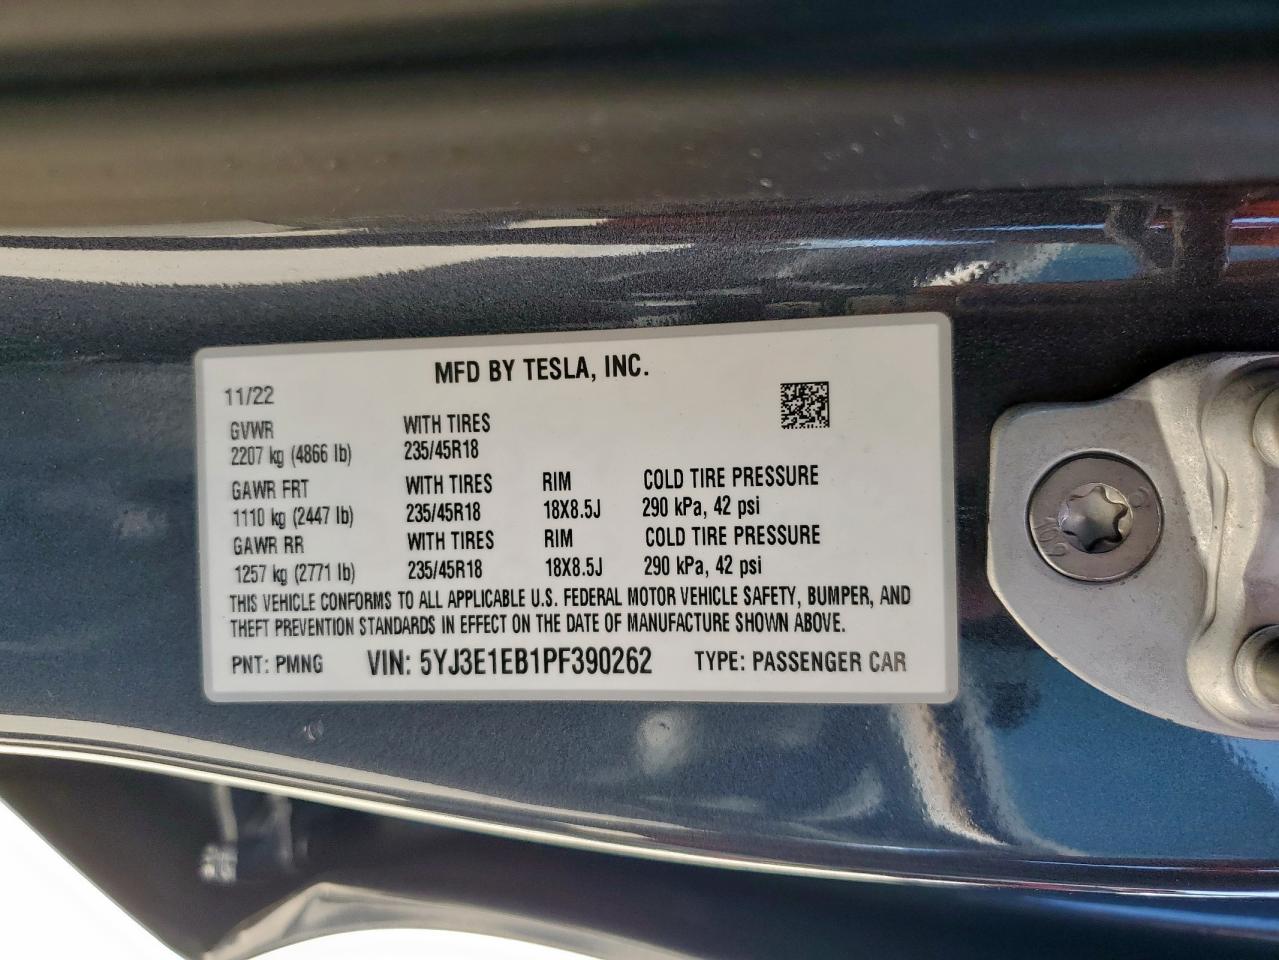 MFD BY TESLA, INC.
11/22
GVWR WITH TIRES
2207 kg (4866 lb) 235/45R18
GAWR FRT WITH TIRES RIM COLD TIRE PRESSURE
1110 kg (2447 lb) 235/45R18 18X8.5J 290 kPa, 42 psi
GAWR RR WITH TIRES RIM COLD TIRE PRESSURE
1257 kg (2771 lb) 235/45R18 18X8.5J 290 kPa, 42 psi
THIS VEHICLE CONFORMS TO ALL APPLICABLE U.S. FEDERAL MOTOR VEHICLE SAFETY, BUMPER, AND
THEFT PREVENTION STANDARDS IN EFFECT ON THE DATE OF MANUFACTURE SHOWN ABOVE.
PNT: PMNG VIN: 5YJ3E1EB1PF390262 TYPE: PASSENGER CAR